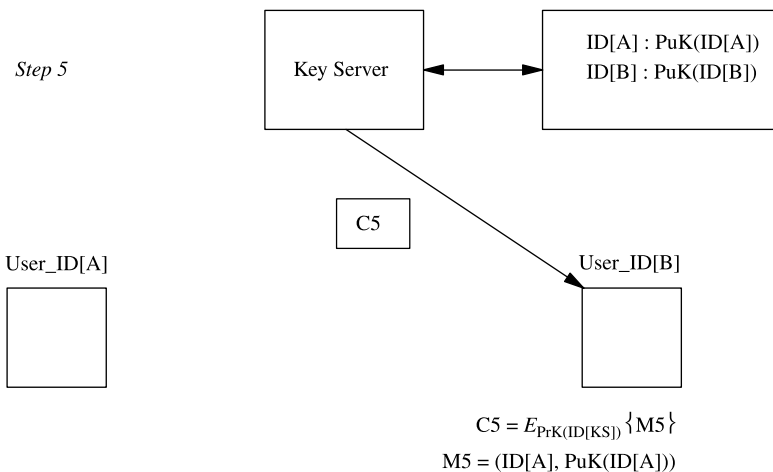 ID[A] : PuK(ID[A])
Step 5
Key Server
ID[B] : PuK(ID[B])
C5
User_ID[A]
User_ID[B]
C5 = E_PrK(ID[KS]) {M5}
M5 = (ID[A], PuK(ID[A]))